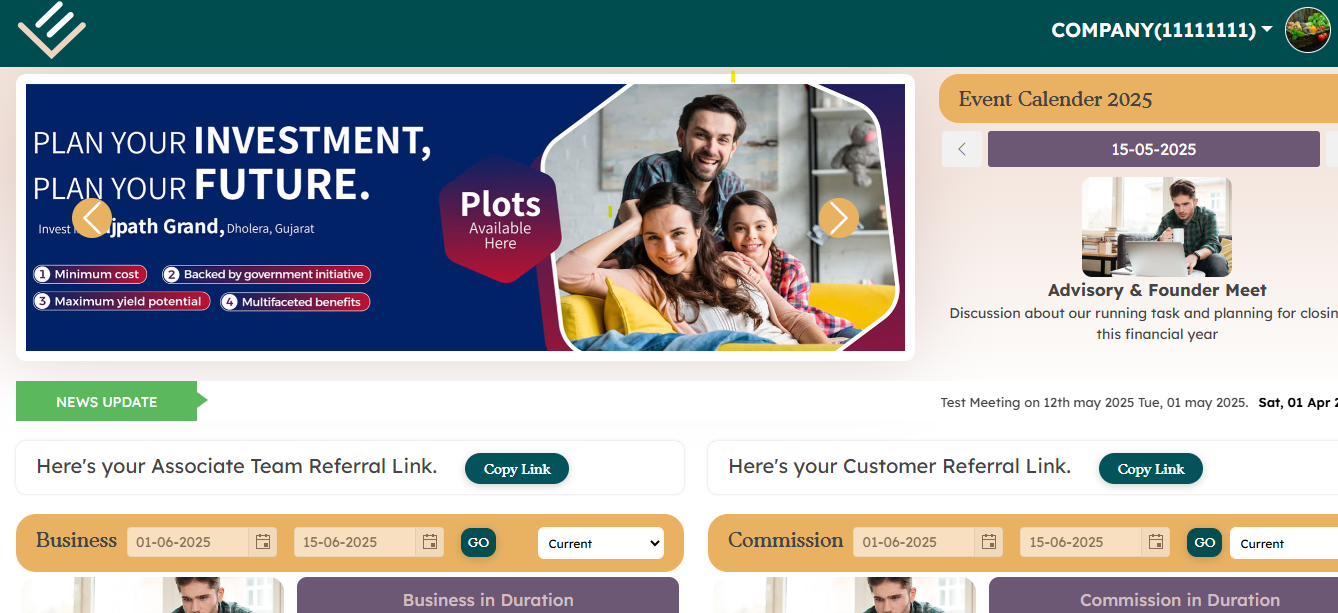 COMPANY(11111111)
PLAN YOUR INVESTMENT,
PLAN YOUR FUTURE.
Invest
jpath Grand, Dholera, Gujarat
1 Minimum cost
2 Backed by government initiative
3 Maximum yield potential
4 Multifaceted benefits
Plots
Available
Here
Event Calender 2025
15-05-2025
Advisory & Founder Meet
Discussion about our running task and planning for closin
this financial year
NEWS UPDATE
Test Meeting on 12th may 2025 Tue, 01 may 2025. Sat, 01 Apr 2
Here's your Associate Team Referral Link. Copy Link
Here's your Customer Referral Link. Copy Link
Business 01-06-2025 15-06-2025 GO Current
Commission 01-06-2025 15-06-2025 GO Current
Business in Duration
Commission in Duration